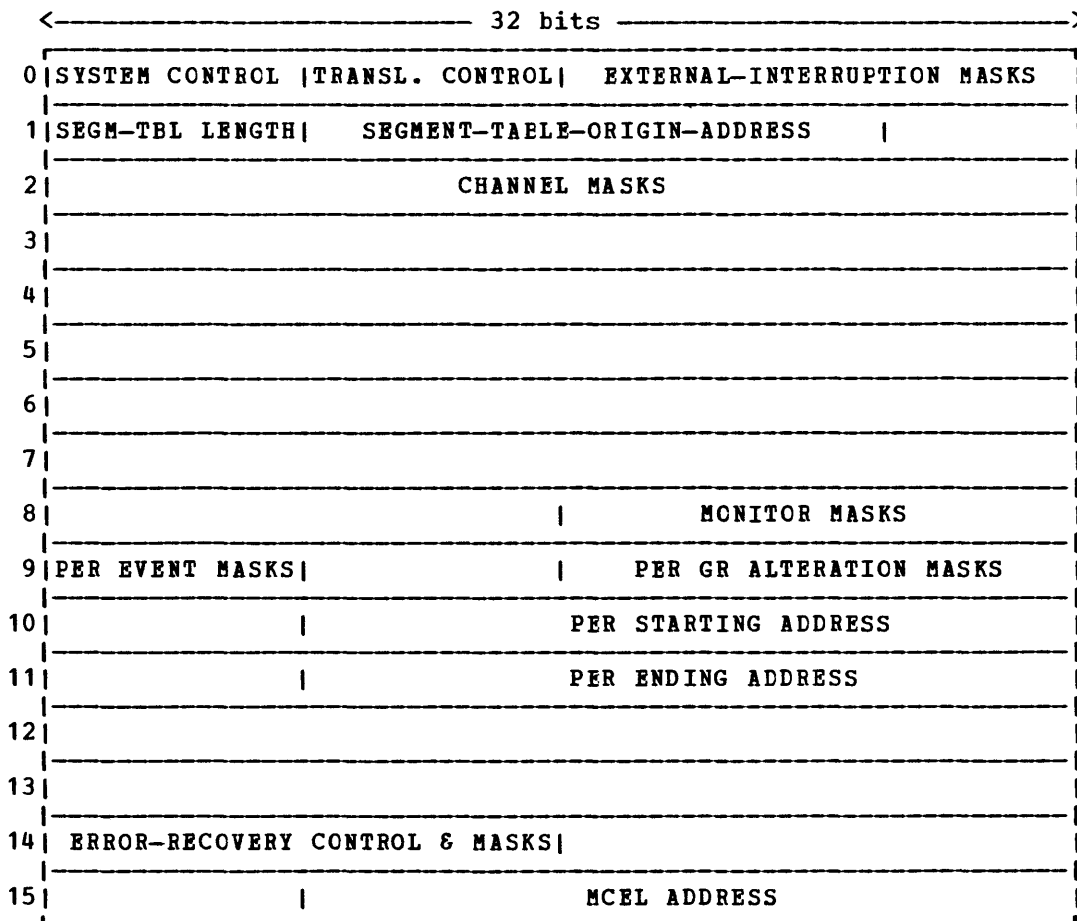 32 bits
0 SYSTEM CONTROL TRANSL. CONTROL EXTERNAL-INTERRUPTION MASKS
1 SEGM-TBL LENGTH SEGMENT-TABLE-ORIGIN-ADDRESS
2 CHANNEL MASKS
3
4
5
6
7
8 MONITOR MASKS
9 PER EVENT MASKS PER GR ALTERATION MASKS
10 PER STARTING ADDRESS
11 PER ENDING ADDRESS
12
13
14 ERROR-RECOVERY CONTROL & MASKS
15 MCEL ADDRESS